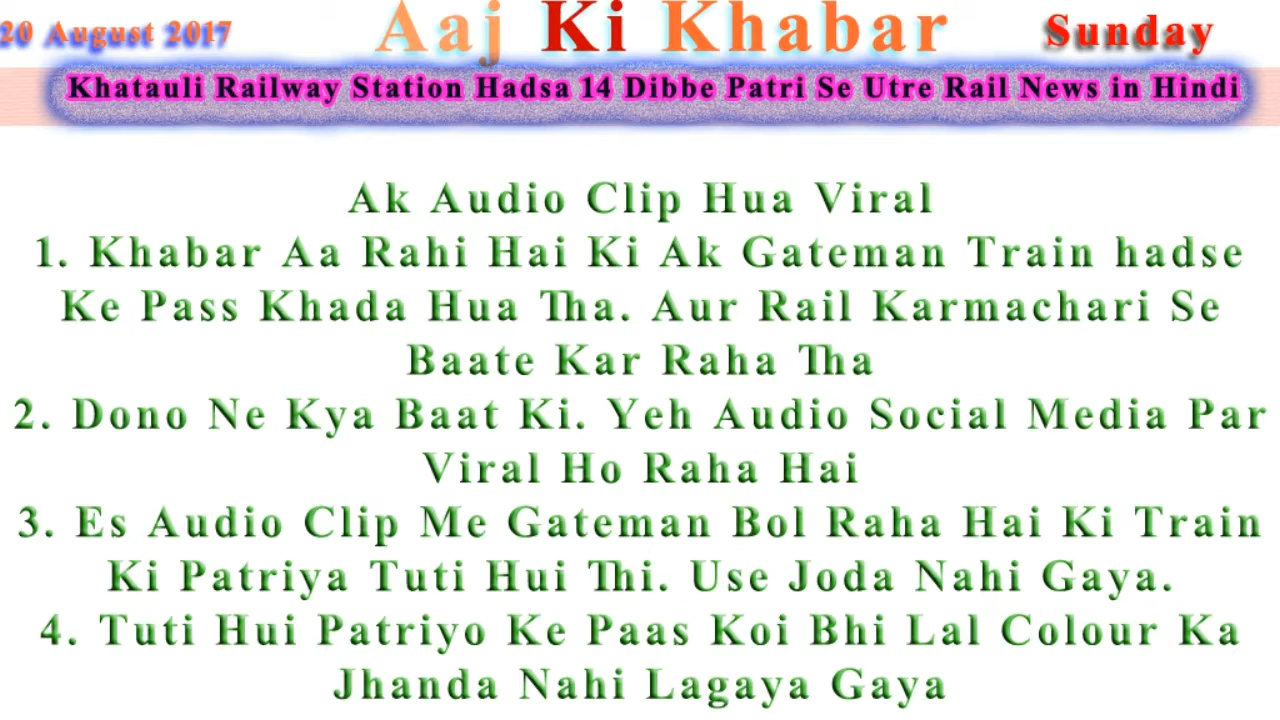 20 August 2017 Aaj Ki Khabar Sunday
Khatauli Railway Station Hadsa 14 Dibbe Patri Se Utre Rail News in Hindi
Ak Audio Clip Hua Viral
1. Khabar Aa Rahi Hai Ki Ak Gateman Train hadse
Ke Pass Khada Hua Tha. Aur Rail Karmachari Se
Baate Kar Raha Tha
2. Dono Ne Kya Baat Ki. Yeh Audio Social Media Par
Viral Ho Raha Hai
3. Es Audio Clip Me Gateman Bol Raha Hai Ki Train
Ki Patriya Tuti Hui Thi. Use Joda Nahi Gaya.
4. Tuti Hui Patriyo Ke Paas Koi Bhi Lal Colour Ka
Jhanda Nahi Lagaya Gaya